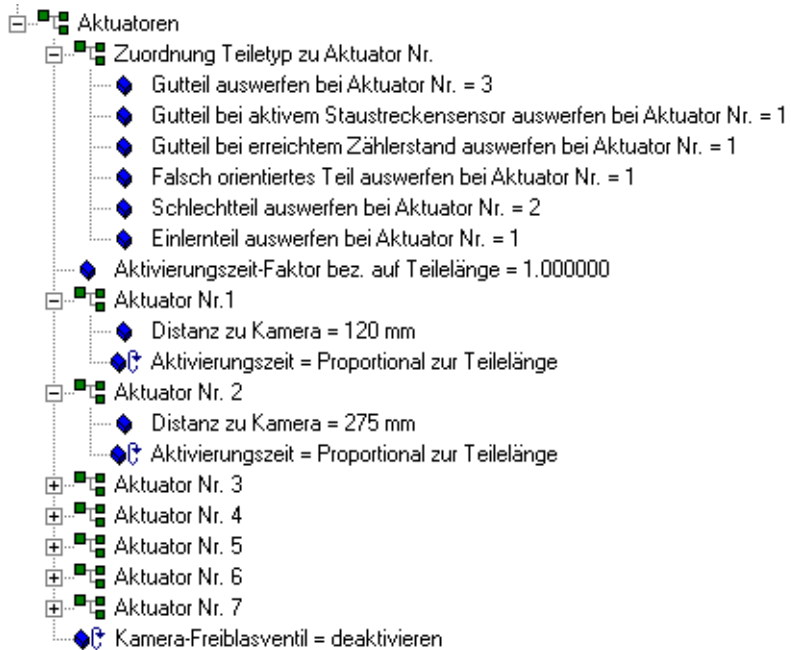 Aktuatoren
Zuordnung Teiletyp zu Aktuator Nr.
Gutteil auswerfen bei Aktuator Nr. = 3
Gutteil bei aktivem Staustreckensensor auswerfen bei Aktuator Nr. = 1
Gutteil bei erreichtem Zählerstand auswerfen bei Aktuator Nr. = 1
Falsch orientiertes Teil auswerfen bei Aktuator Nr. = 1
Schlechtteil auswerfen bei Aktuator Nr. = 2
Einlernteil auswerfen bei Aktuator Nr. = 1
Aktivierungszeit-Faktor bez. auf Teilelänge = 1.000000
Aktuator Nr.1
Distanz zu Kamera = 120 mm
Aktivierungszeit = Proportional zur Teilelänge
Aktuator Nr. 2
Distanz zu Kamera = 275 mm
Aktivierungszeit = Proportional zur Teilelänge
Aktuator Nr. 3
Aktuator Nr. 4
Aktuator Nr. 5
Aktuator Nr. 6
Aktuator Nr. 7
Kamera-Freiblasventil = deaktivieren